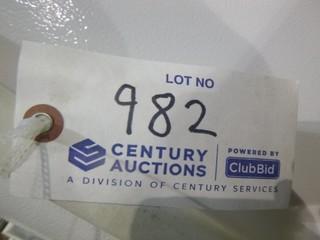 LOT NO
982
CENTURY AUCTIONS
POWERED BY
ClubBid
A DIVISION OF CENTURY SERVICES